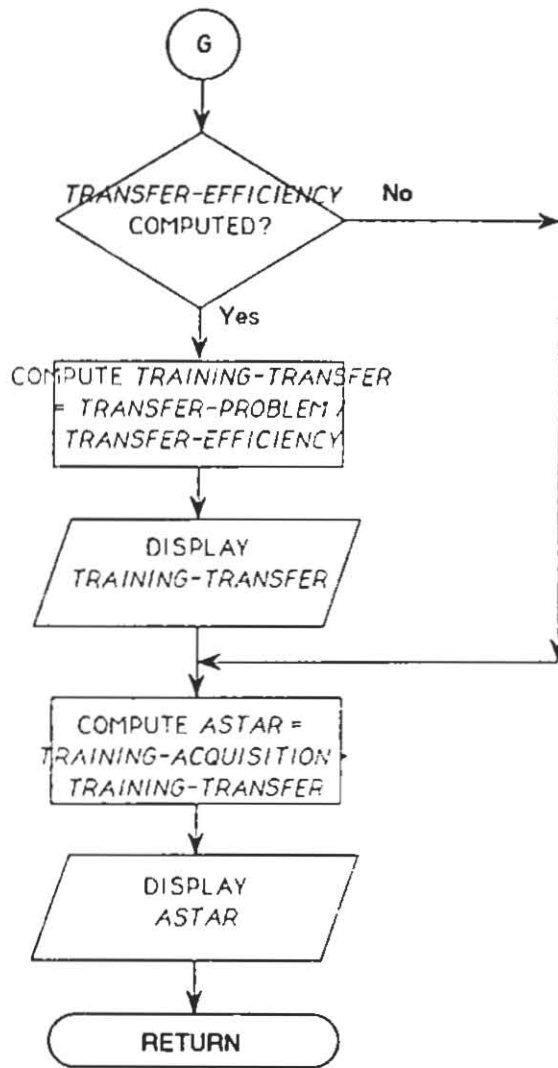 G
TRANSFER-EFFICIENCY
COMPUTED?
No
Yes
COMPUTE TRAINING-TRANSFER
= TRANSFER-PROBLEM /
TRANSFER-EFFICIENCY
DISPLAY
TRAINING-TRANSFER
COMPUTE ASTAR =
TRAINING-ACQUISITION
TRAINING-TRANSFER
DISPLAY
ASTAR
RETURN